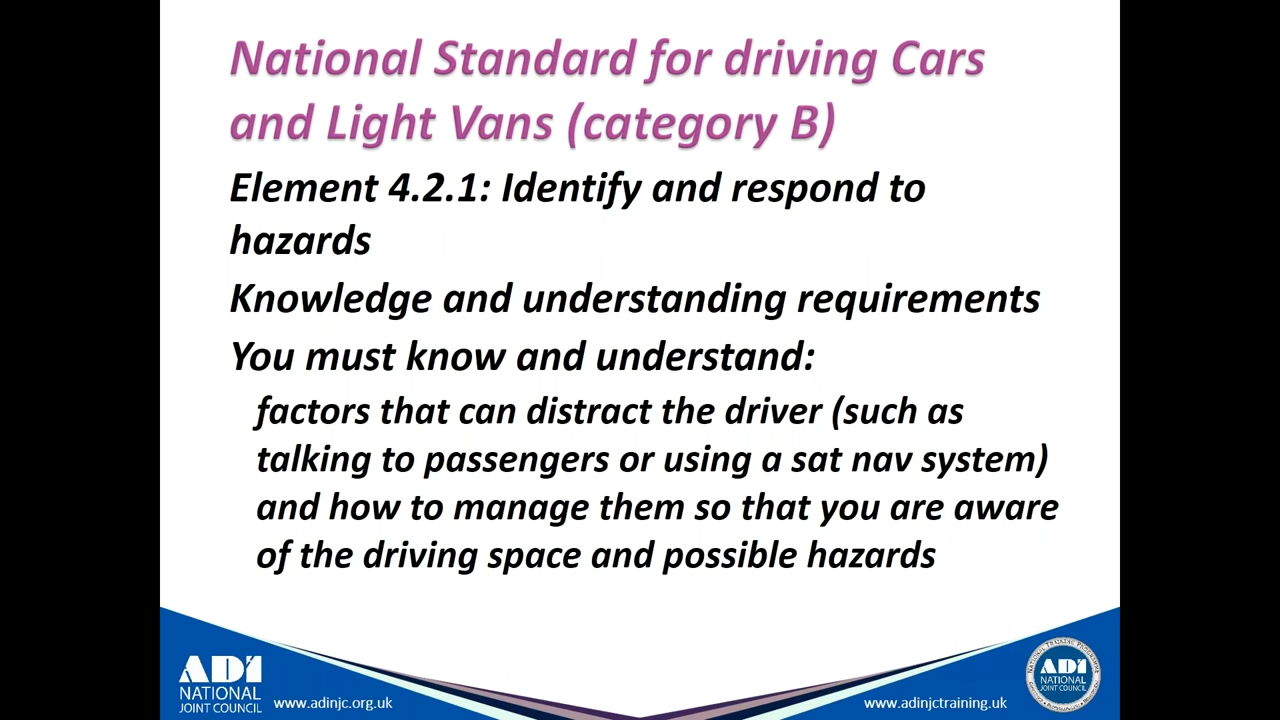 National Standard for driving Cars
and Light Vans (category B)
Element 4.2.1: Identify and respond to
hazards
Knowledge and understanding requirements
You must know and understand:
factors that can distract the driver (such as
talking to passengers or using a sat nav system)
and how to manage them so that you are aware
of the driving space and possible hazards
ADI
NATIONAL
JOINT COUNCIL
www.adinjc.org.uk
www.adinjctraining.uk
NATIONAL TRAINING PROGRAMME
ADI
NATIONAL
JOINT COUNCIL